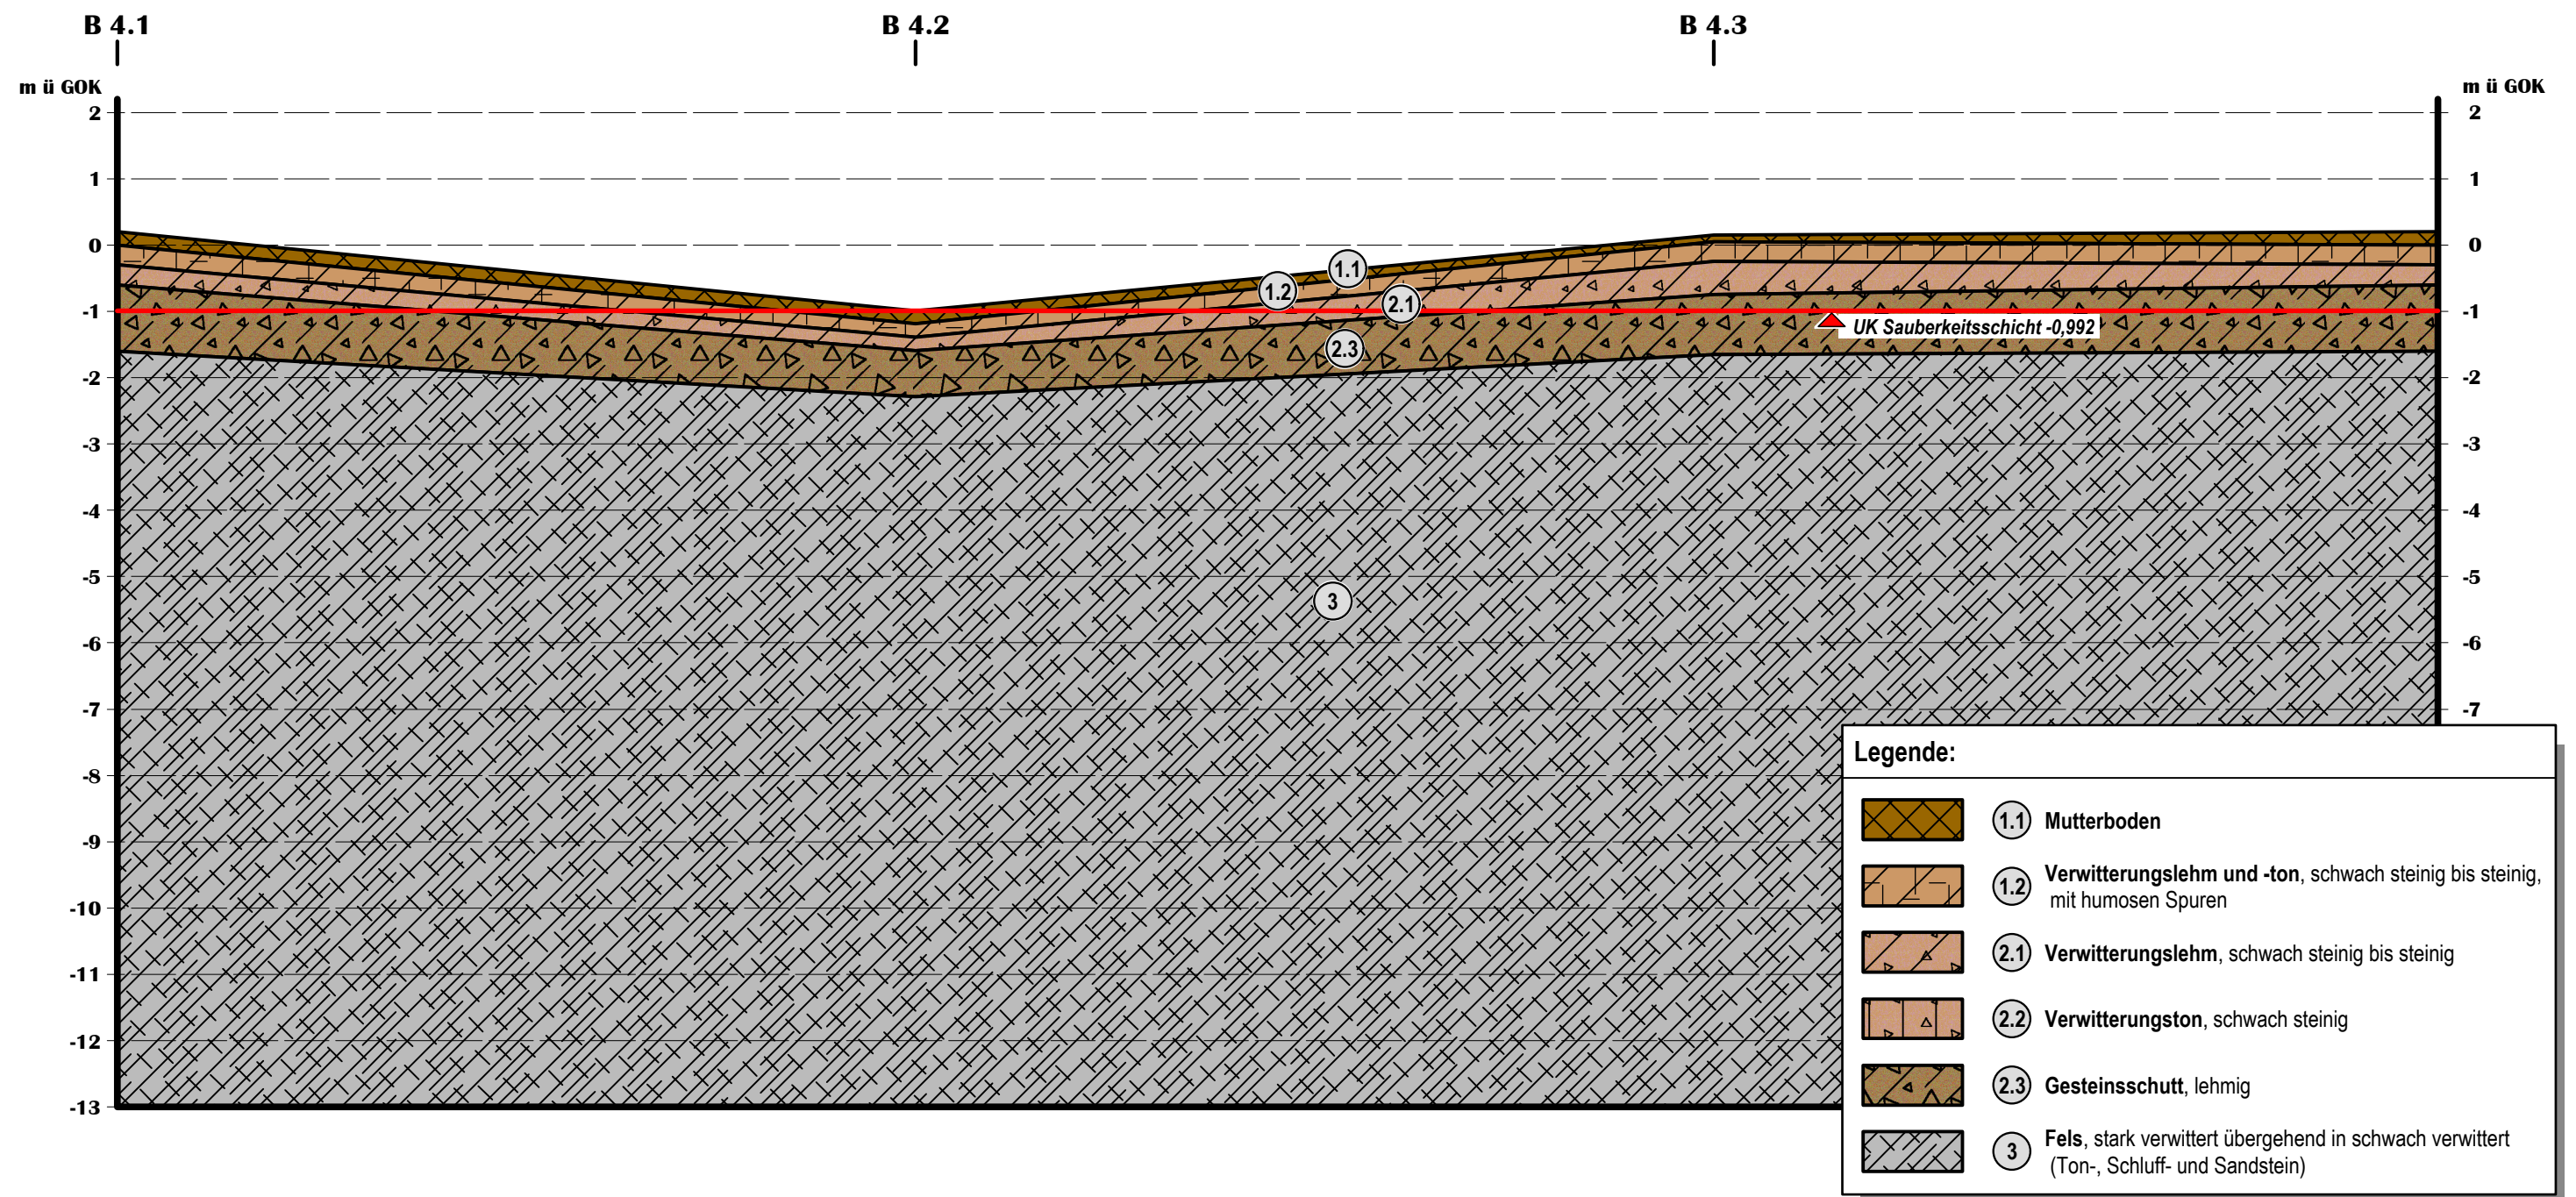 B 4.1 B 4.2 B 4.3
m ü GOK m ü GOK
2 2
1 1
0 0
-1 -1
UK Sauberkeitsschicht -0,992
-2 -2
-3 -3
-4 -4
-5 -5
-6 -6
-7 -7
-8
-9
-10
-11
-12
-13
1.1
1.2
2.1
2.3
3
Legende:
1.1 Mutterboden
1.2 Verwitterungslehm und -ton, schwach steinig bis steinig,
mit humosen Spuren
2.1 Verwitterungslehm, schwach steinig bis steinig
2.2 Verwitterungston, schwach steinig
2.3 Gesteinsschutt, lehmig
3 Fels, stark verwittert übergehend in schwach verwittert
(Ton-, Schluff- und Sandstein)